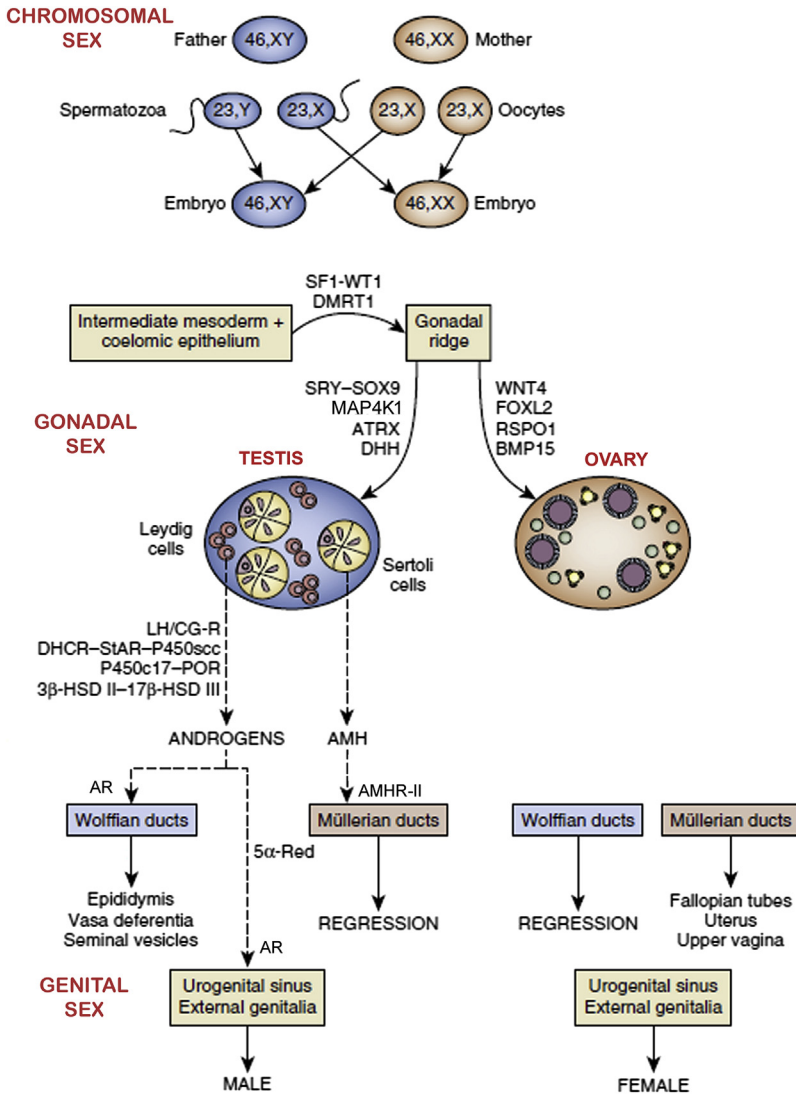 CHROMOSOMAL
SEX
Father
46,XY
46,XX
Mother
Spermatozoa
23,Y
23,X
23,X
23,X
Oocytes
Embryo
46,XY
46,XX
Embryo
SF1-WT1
DMRT1
Intermediate mesoderm +
coelomic epithelium
Gonadal
ridge
SRY–SOX9
MAP4K1
ATRX
DHH
WNT4
FOXL2
RSPO1
BMP15
GONADAL
SEX
TESTIS
OVARY
Leydig
cells
Sertoli
cells
LH/CG-R
DHCR–StAR–P450scc
P450c17–POR
3β-HSD II–17β-HSD III
ANDROGENS
AMH
AR
AMHR-II
Wolffian ducts
Müllerian ducts
Wolffian ducts
Müllerian ducts
5α-Red
Epididymis
Vasa deferentia
Seminal vesicles
REGRESSION
REGRESSION
Fallopian tubes
Uterus
Upper vagina
AR
GENITAL
SEX
Urogenital sinus
External genitalia
Urogenital sinus
External genitalia
MALE
FEMALE